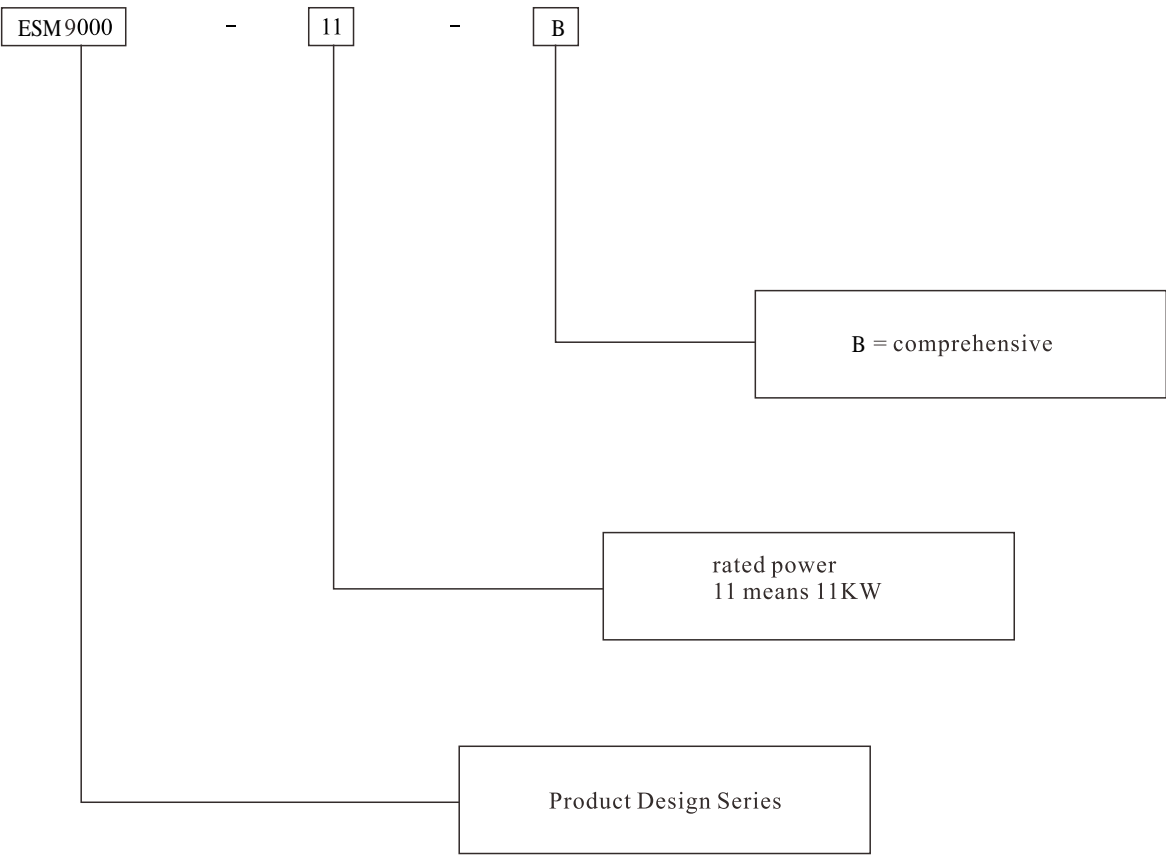 ESM9000 - 11 - B
B = comprehensive
rated power
11 means 11KW
Product Design Series